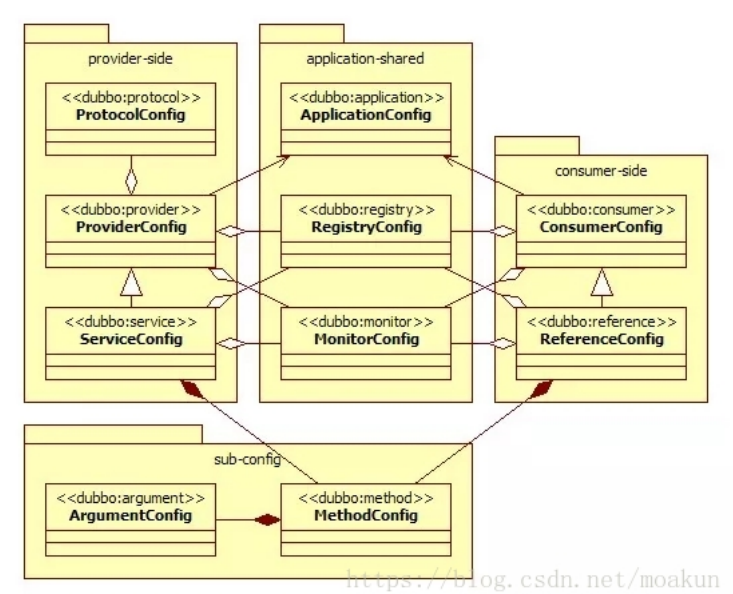 provider-side
<<dubbo:protocol>>
ProtocolConfig
<<dubbo:provider>>
ProviderConfig
<<dubbo:service>>
ServiceConfig
application-shared
<<dubbo:application>>
ApplicationConfig
<<dubbo:registry>>
RegistryConfig
<<dubbo:monitor>>
MonitorConfig
consumer-side
<<dubbo:consumer>>
ConsumerConfig
<<dubbo:reference>>
ReferenceConfig
sub-config
<<dubbo:argument>>
ArgumentConfig
<<dubbo:method>>
MethodConfig
https://blog.csdn.net/moakun